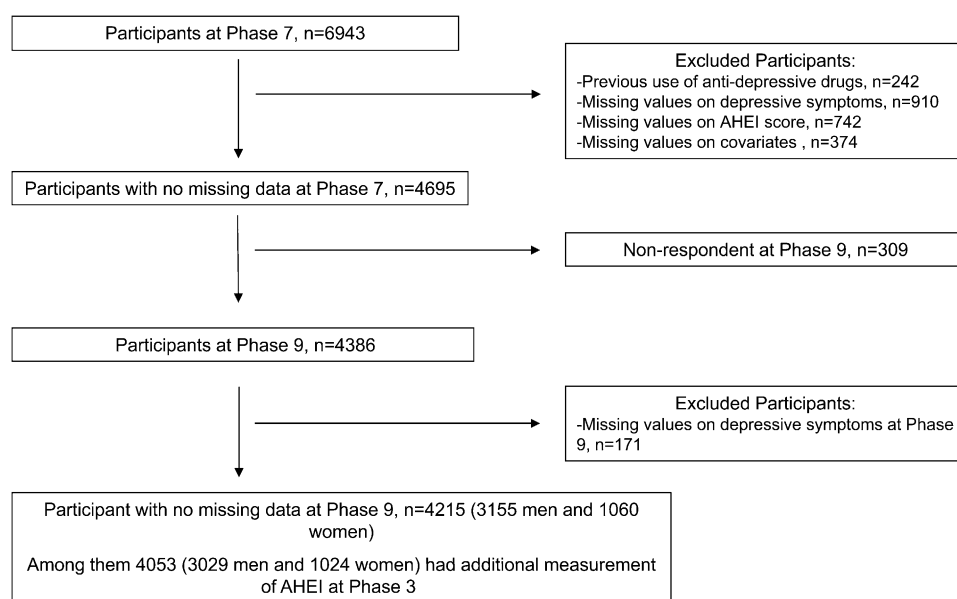 Participants at Phase 7, n=6943
Excluded Participants:
-Previous use of anti-depressive drugs, n=242
-Missing values on depressive symptoms, n=910
-Missing values on AHEI score, n=742
-Missing values on covariates , n=374
Participants with no missing data at Phase 7, n=4695
Non-respondent at Phase 9, n=309
Participants at Phase 9, n=4386
Excluded Participants:
-Missing values on depressive symptoms at Phase
9, n=171
Participant with no missing data at Phase 9, n=4215 (3155 men and 1060
women)
Among them 4053 (3029 men and 1024 women) had additional measurement
of AHEI at Phase 3